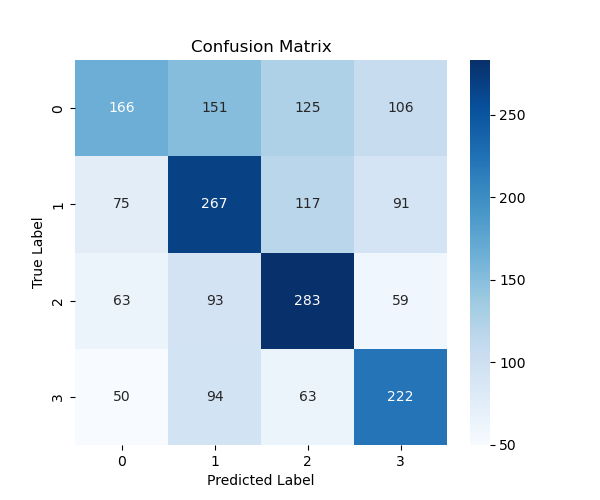 Confusion Matrix
0 166 151 125 106
1 75 267 117 91
2 63 93 283 59
3 50 94 63 222
0 1 2 3
True Label
Predicted Label
250
200
150
100
50